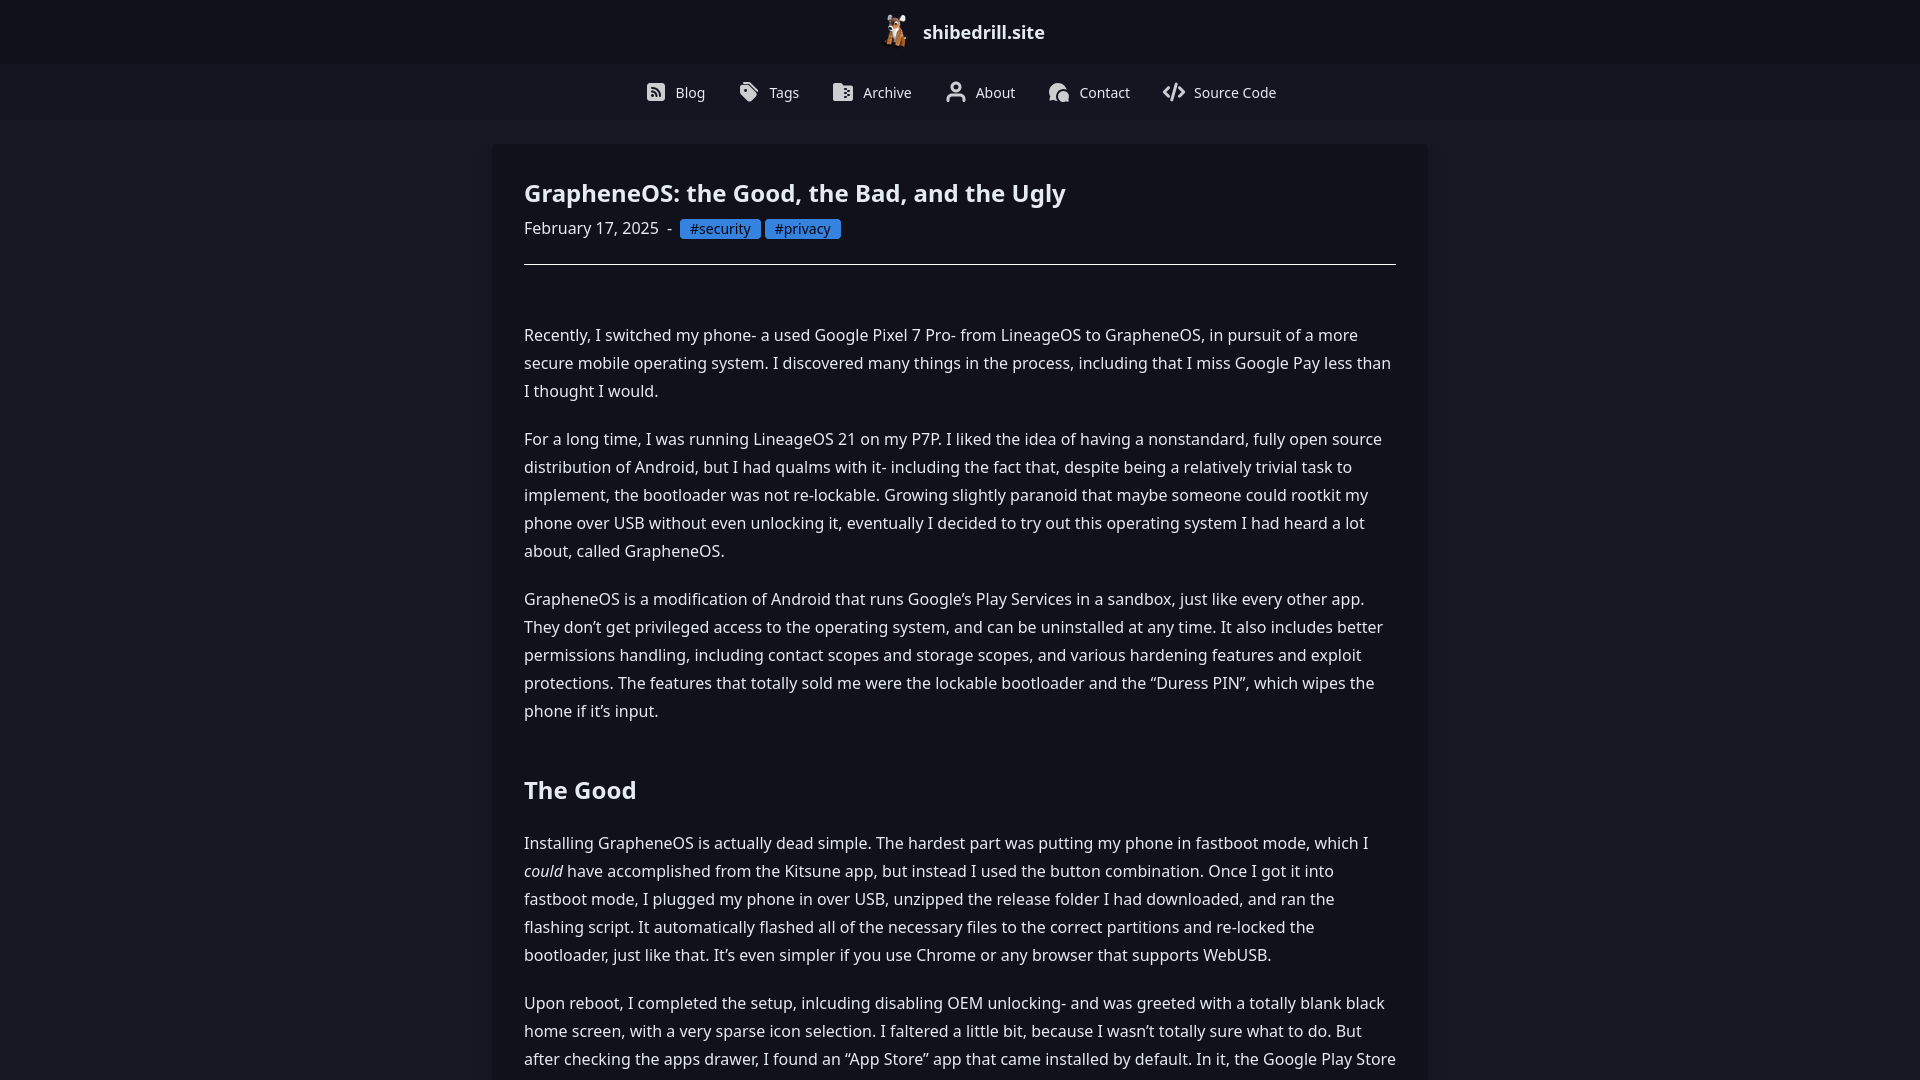 shibedrill.site
Blog Tags Archive About Contact Source Code
GrapheneOS: the Good, the Bad, and the Ugly
February 17, 2025 - #security #privacy
Recently, I switched my phone- a used Google Pixel 7 Pro- from LineageOS to GrapheneOS, in pursuit of a more
secure mobile operating system. I discovered many things in the process, including that I miss Google Pay less than
I thought I would.
For a long time, I was running LineageOS 21 on my P7P. I liked the idea of having a nonstandard, fully open source
distribution of Android, but I had qualms with it- including the fact that, despite being a relatively trivial task to
implement, the bootloader was not re-lockable. Growing slightly paranoid that maybe someone could rootkit my
phone over USB without even unlocking it, eventually I decided to try out this operating system I had heard a lot
about, called GrapheneOS.
GrapheneOS is a modification of Android that runs Google’s Play Services in a sandbox, just like every other app.
They don’t get privileged access to the operating system, and can be uninstalled at any time. It also includes better
permissions handling, including contact scopes and storage scopes, and various hardening features and exploit
protections. The features that totally sold me were the lockable bootloader and the “Duress PIN”, which wipes the
phone if it’s input.
The Good
Installing GrapheneOS is actually dead simple. The hardest part was putting my phone in fastboot mode, which I
could have accomplished from the Kitsune app, but instead I used the button combination. Once I got it into
fastboot mode, I plugged my phone in over USB, unzipped the release folder I had downloaded, and ran the
flashing script. It automatically flashed all of the necessary files to the correct partitions and re-locked the
bootloader, just like that. It’s even simpler if you use Chrome or any browser that supports WebUSB.
Upon reboot, I completed the setup, inlcuding disabling OEM unlocking- and was greeted with a totally blank black
home screen, with a very sparse icon selection. I faltered a little bit, because I wasn’t totally sure what to do. But
after checking the apps drawer, I found an “App Store” app that came installed by default. In it, the Google Play Store